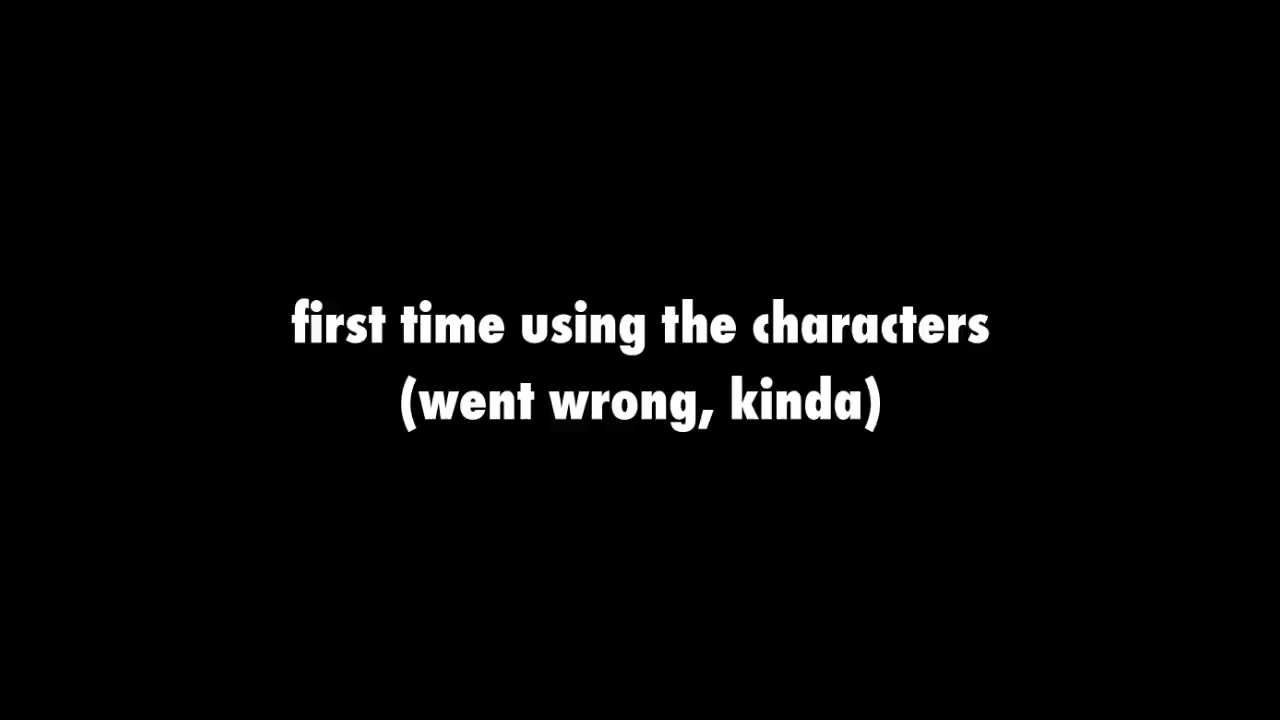 first time using the characters
(went wrong, kinda)